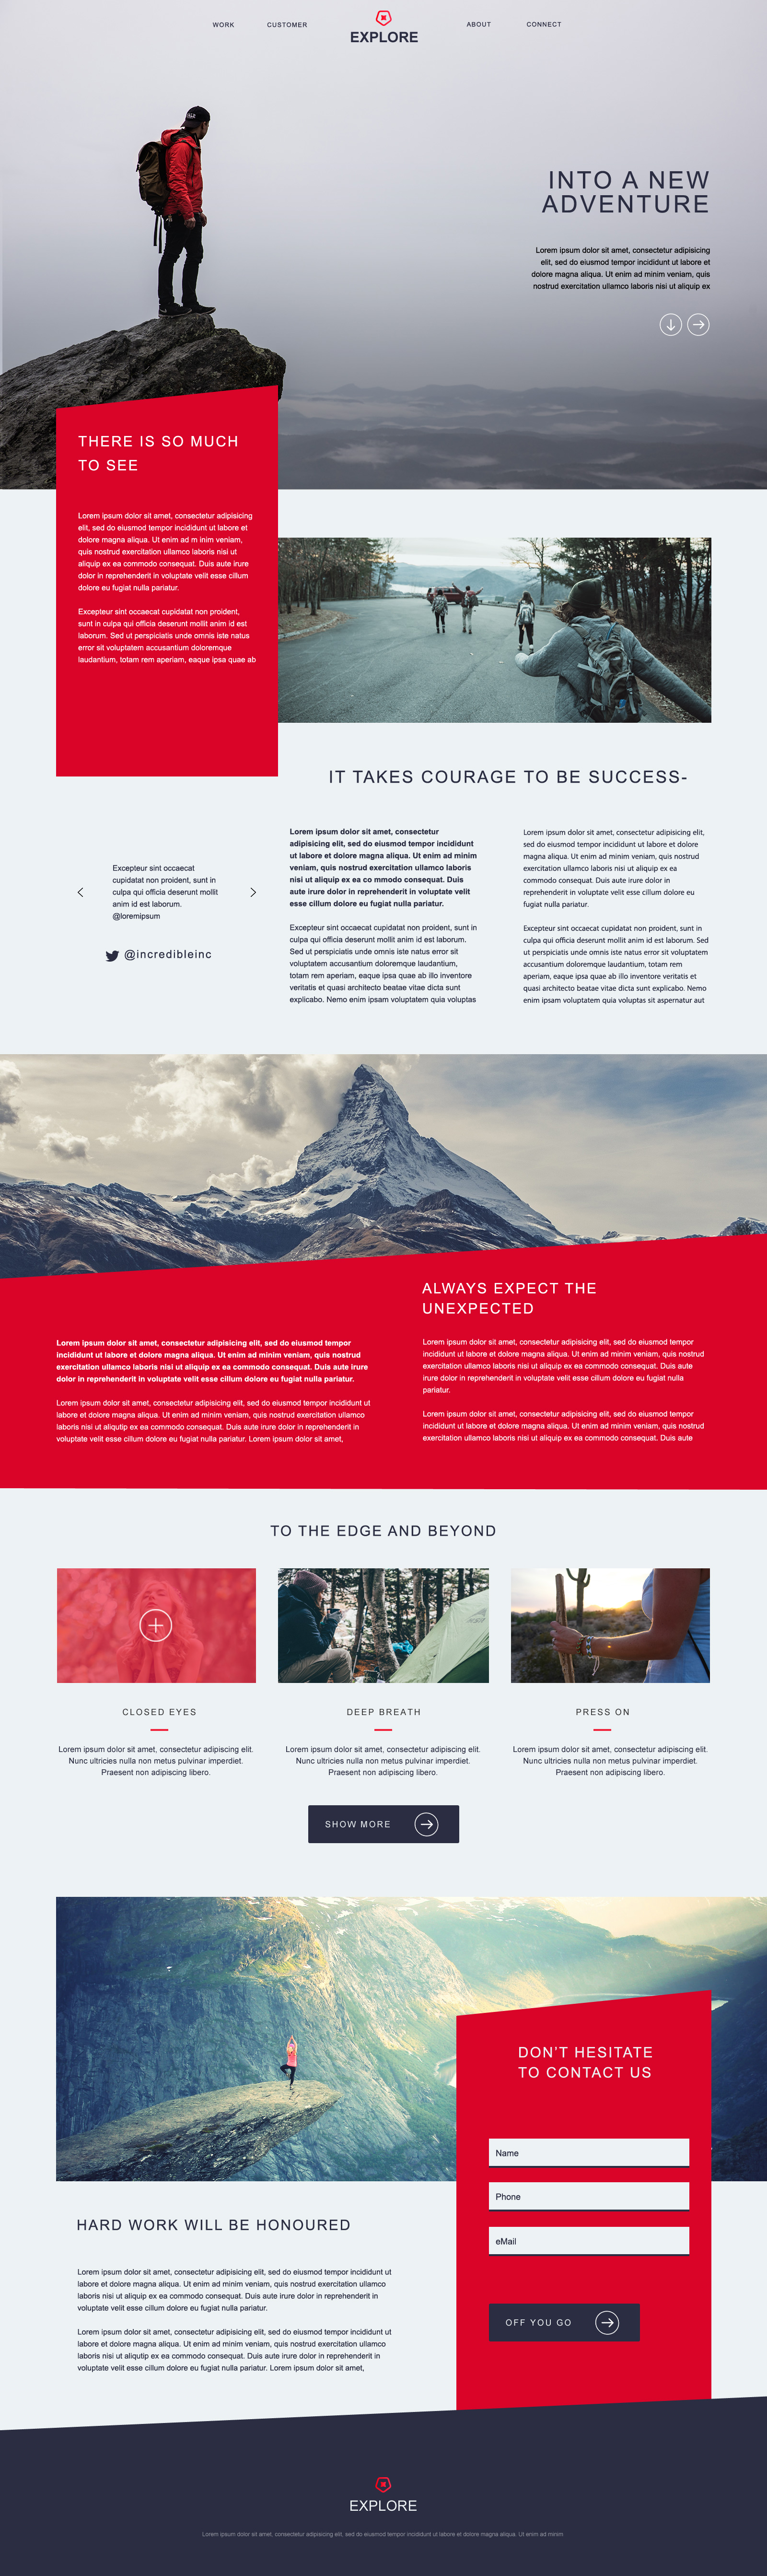 WORK
CUSTOMER
EXPLORE
ABOUT
CONNECT
INTO A NEW
ADVENTURE
Lorem ipsum dolor sit amet, consectetur adipisicing
elit, sed do eiusmod tempor incididunt ut labore et
dolore magna aliqua. Ut enim ad minim veniam, quis
nostrud exercitation ullamco laboris nisi ut aliquip ex
THERE IS SO MUCH
TO SEE
Lorem ipsum dolor sit amet, consectetur adipisicing
elit, sed do eiusmod tempor incididunt ut labore et
dolore magna aliqua. Ut enim ad m inim veniam,
quis nostrud exercitation ullamco laboris nisi ut
aliquip ex ea commodo consequat. Duis aute irure
dolor in reprehenderit in voluptate velit esse cillum
dolore eu fugiat nulla pariatur.
Excepteur sint occaecat cupidatat non proident,
sunt in culpa qui officia deserunt mollit anim id est
laborum. Sed ut perspiciatis unde omnis iste natus
error sit voluptatem accusantium doloremque
laudantium, totam rem aperiam, eaque ipsa quae ab
IT TAKES COURAGE TO BE SUCCESS-
Excepteur sint occaecat
cupidatat non proident, sunt in
culpa qui officia deserunt mollit
anim id est laborum.
@loremipsum
@incredibleinc
Lorem ipsum dolor sit amet, consectetur
adipisicing elit, sed do eiusmod tempor incididunt
ut labore et dolore magna aliqua. Ut enim ad minim
veniam, quis nostrud exercitation ullamco laboris
nisi ut aliquip ex ea co mmodo consequat. Duis
aute irure dolor in reprehenderit in voluptate velit
esse cillum dolore eu fugiat nulla pariatur.
Excepteur sint occaecat cupidatat non proident, sunt in
culpa qui officia deserunt mollit anim id est laborum.
Sed ut perspiciatis unde omnis iste natus error sit
voluptatem accusantium doloremque laudantium,
totam rem aperiam, eaque ipsa quae ab illo inventore
veritatis et quasi architecto beatae vitae dicta sunt
explicabo. Nemo enim ipsam voluptatem quia voluptas
Lorem ipsum dolor sit amet, consectetur adipisicing elit,
sed do eiusmod tempor incididunt ut labore et dolore
magna aliqua. Ut enim ad minim veniam, quis nostrud
exercitation ullamco laboris nisi ut aliquip ex ea
commodo consequat. Duis aute irure dolor in
reprehenderit in voluptate velit esse cillum dolore eu
fugiat nulla pariatur.
Excepteur sint occaecat cupidatat non proident, sunt in
culpa qui officia deserunt mollit anim id est laborum. Sed
ut perspiciatis unde omnis iste natus error sit voluptatem
accusantium doloremque laudantium, totam rem
aperiam, eaque ipsa quae ab illo inventore veritatis et
quasi architecto beatae vitae dicta sunt explicabo. Nemo
enim ipsam voluptatem quia voluptas sit aspernatur aut
ALWAYS EXPECT THE
UNEXPECTED
Lorem ipsum dolor sit amet, consectetur adipisicing elit, sed do eiusmod tempor
incididunt ut labore et dolore magna aliqua. Ut enim ad minim veniam, quis nostrud
exercitation ullamco laboris nisi ut aliquip ex ea commodo consequat. Duis aute irure
dolor in reprehenderit in voluptate velit esse cillum dolore eu fugiat nulla pariatur.
Lorem ipsum dolor sit amet, consectetur adipisicing elit, sed do eiusmod tempor incididunt ut
labore et dolore magna aliqua. Ut enim ad minim veniam, quis nostrud exercitation ullamco
laboris nisi ut aliqutip ex ea commodo consequat. Duis aute irure dolor in reprehenderit in
voluptate velit esse cillum dolore eu fugiat nulla pariatur. Lorem ipsum dolor sit amet,
Lorem ipsum dolor sit amet, consectetur adipisicing elit, sed do eiusmod tempor
incididunt ut labore et dolore magna aliqua. Ut enim ad minim veniam, quis nostrud
exercitation ullamco laboris nisi ut aliquip ex ea commodo consequat. Duis aute
irure dolor in reprehenderit in voluptate velit esse cillum dolore eu fugiat nulla
pariatur.
Lorem ipsum dolor sit amet, consectetur adipisicing elit, sed do eiusmod tempor
incididunt ut labore et dolore magna aliqua. Ut enim ad minim veniam, quis nostrud
exercitation ullamco laboris nisi ut aliquip ex ea commodo consequat. Duis aute
TO THE EDGE AND BEYOND
CLOSED EYES
Lorem ipsum dolor sit amet, consectetur adipiscing elit.
Nunc ultricies nulla non metus pulvinar imperdiet.
Praesent non adipiscing libero.
DEEP BREATH
Lorem ipsum dolor sit amet, consectetur adipiscing elit.
Nunc ultricies nulla non metus pulvinar imperdiet.
Praesent non adipiscing libero.
PRESS ON
Lorem ipsum dolor sit amet, consectetur adipiscing elit.
Nunc ultricies nulla non metus pulvinar imperdiet.
Praesent non adipiscing libero.
SHOW MORE
DON'T HESITATE
TO CONTACT US
Name
Phone
eMail
OFF YOU GO
HARD WORK WILL BE HONOURED
Lorem ipsum dolor sit amet, consectetur adipisicing elit, sed do eiusmod tempor incididunt ut
labore et dolore magna aliqua. Ut enim ad minim veniam, quis nostrud exercitation ullamco
laboris nisi ut aliqutip ex ea commodo consequat. Duis aute irure dolor in reprehenderit in
voluptate velit esse cillum dolore eu fugiat nulla pariatur.
Lorem ipsum dolor sit amet, consectetur adipisicing elit, sed do eiusmod tempor incididunt ut
labore et dolore magna aliqua. Ut enim ad minim veniam, quis nostrud exercitation ullamco
laboris nisi ut aliqutip ex ea commodo consequat. Duis aute irure dolor in reprehenderit in
voluptate velit esse cillum dolore eu fugiat nulla pariatur. Lorem ipsum dolor sit amet,
EXPLORE
Lorem ipsum dolor sit amet, consectetur adipisicing elit, sed do eiusmod tempor incididunt ut labore et dolore magna aliqua. Ut enim ad minim